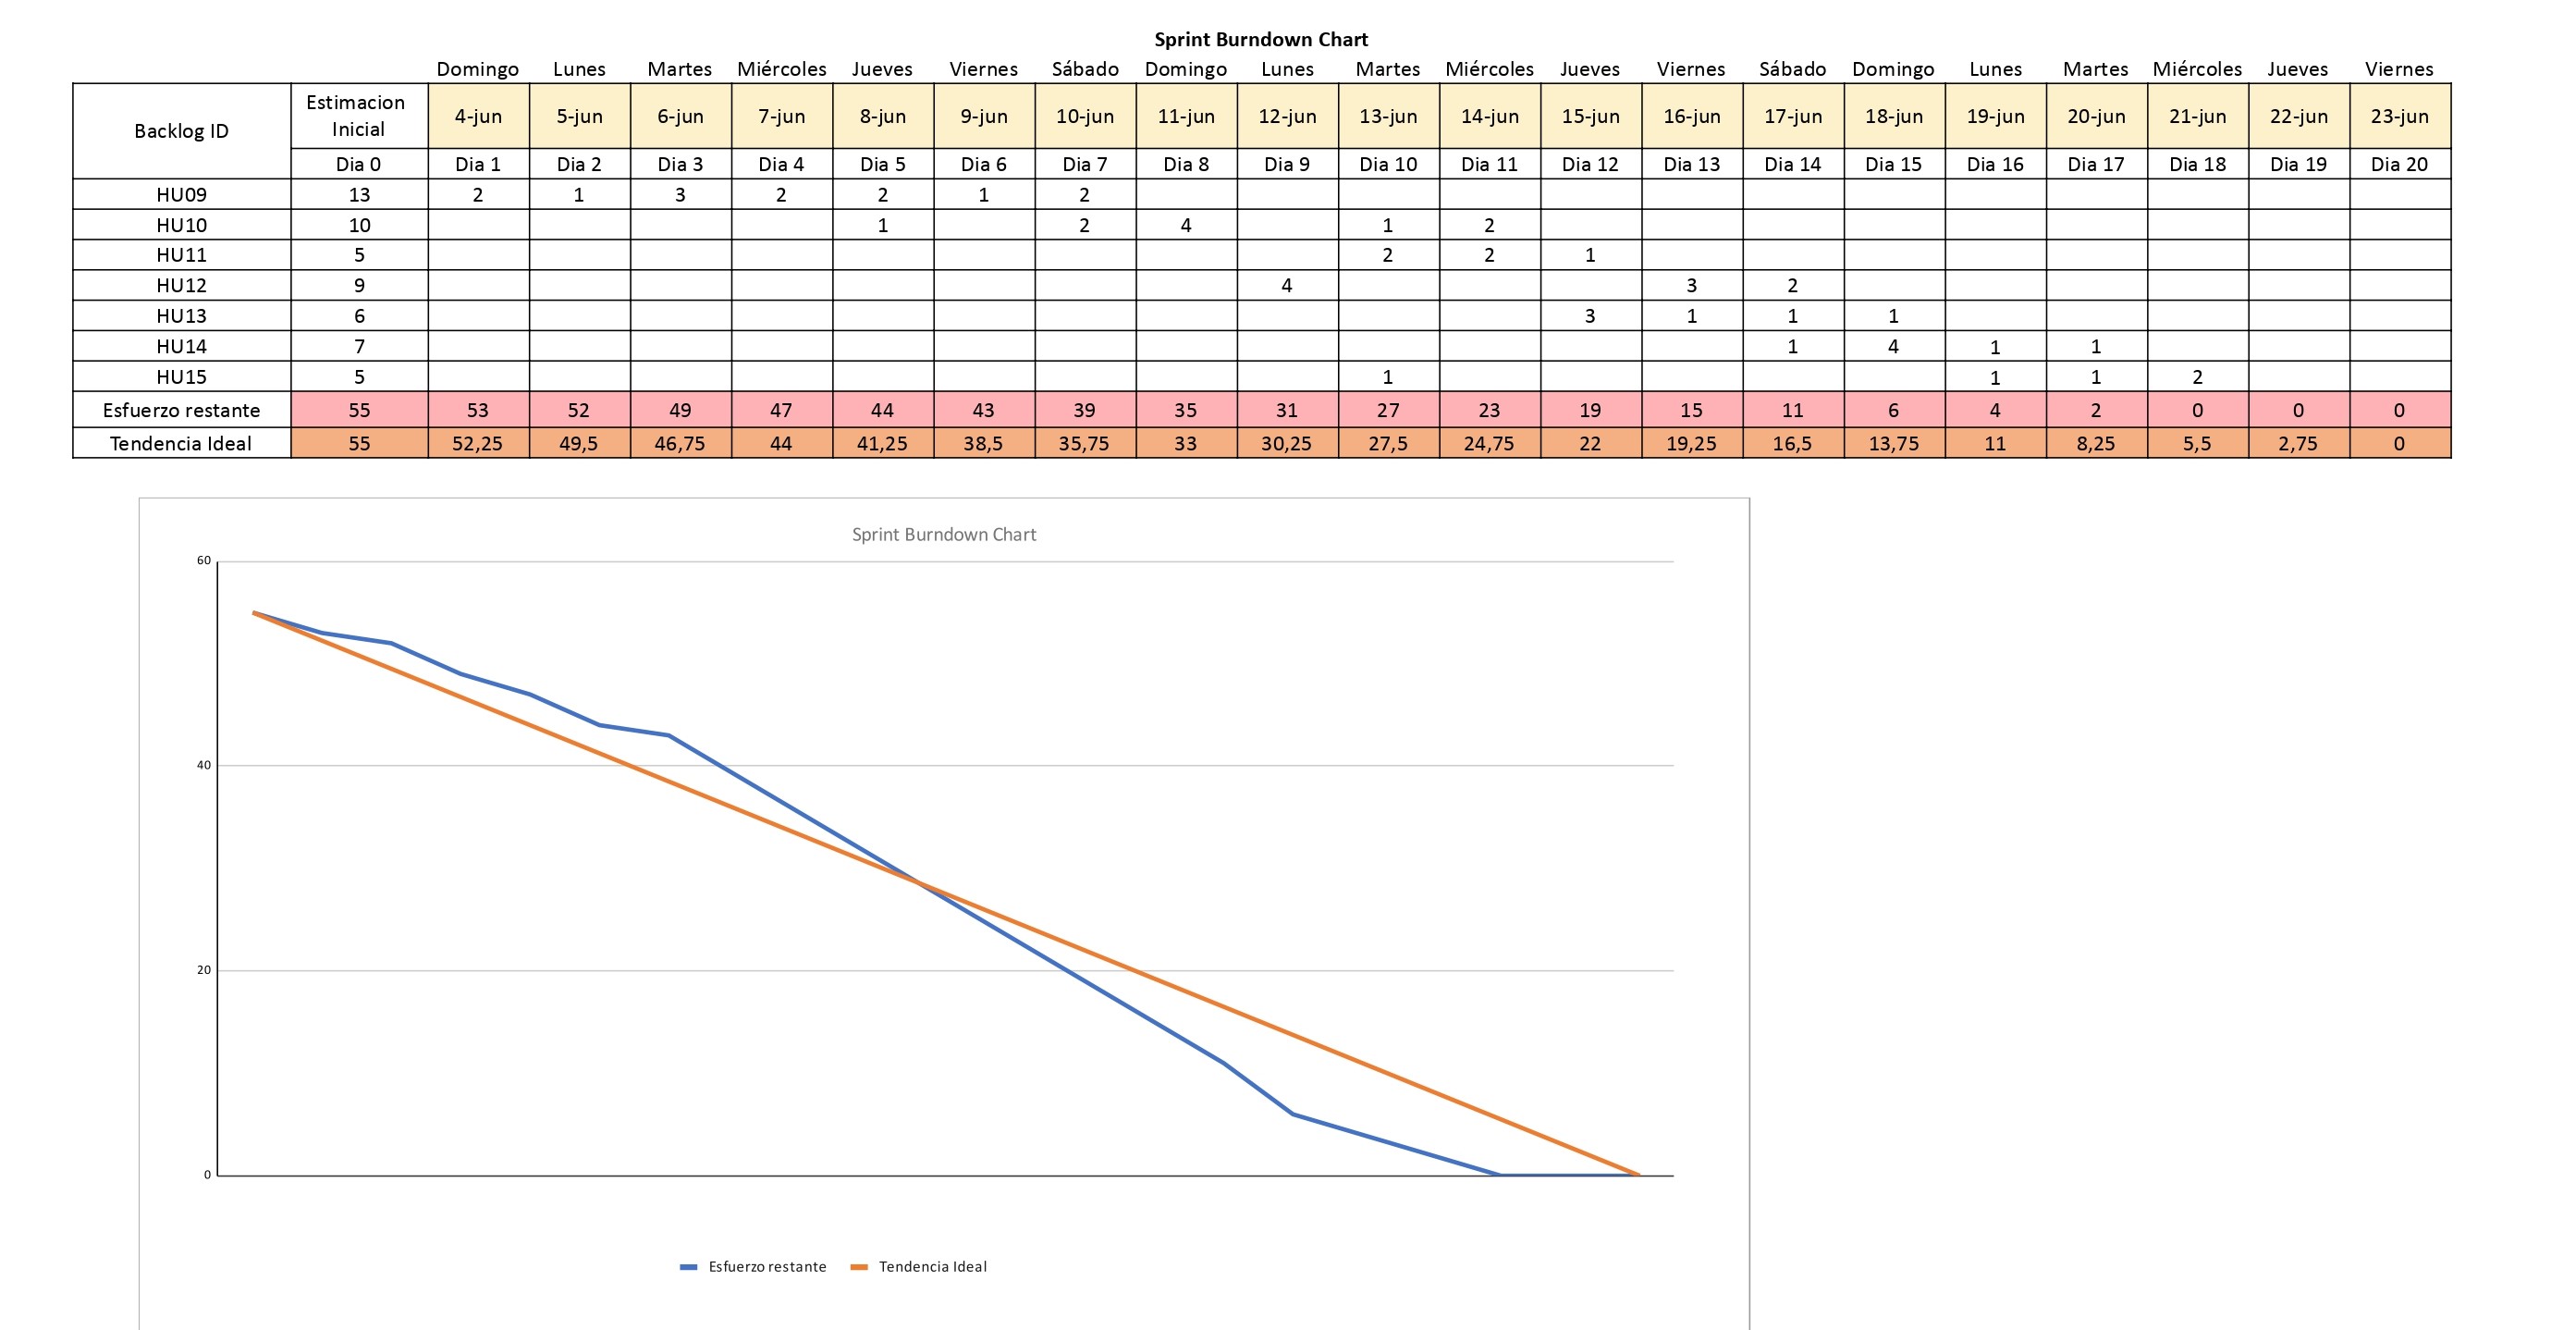 Sprint Burndown Chart
Domingo Lunes Martes Miércoles Jueves Viernes Sábado Domingo Lunes Martes Miércoles Jueves Viernes Sábado Domingo Lunes Martes Miércoles Jueves Viernes
Backlog ID Estimacion Inicial 4-jun 5-jun 6-jun 7-jun 8-jun 9-jun 10-jun 11-jun 12-jun 13-jun 14-jun 15-jun 16-jun 17-jun 18-jun 19-jun 20-jun 21-jun 22-jun 23-jun
Dia 0 Dia 1 Dia 2 Dia 3 Dia 4 Dia 5 Dia 6 Dia 7 Dia 8 Dia 9 Dia 10 Dia 11 Dia 12 Dia 13 Dia 14 Dia 15 Dia 16 Dia 17 Dia 18 Dia 19 Dia 20
HU09 13 2 1 3 2 2 1 2
HU10 10 1 2 4 1 2
HU11 5 2 2 1
HU12 9 4 3 2
HU13 6 3 1 1 1
HU14 7 1 4 1 1
HU15 5 1 1 1 2
Esfuerzo restante 55 53 52 49 47 44 43 39 35 31 27 23 19 15 11 6 4 2 0 0 0
Tendencia Ideal 55 52,25 49,5 46,75 44 41,25 38,5 35,75 33 30,25 27,5 24,75 22 19,25 16,5 13,75 11 8,25 5,5 2,75 0
Sprint Burndown Chart
60
40
20
0
Esfuerzo restante Tendencia Ideal